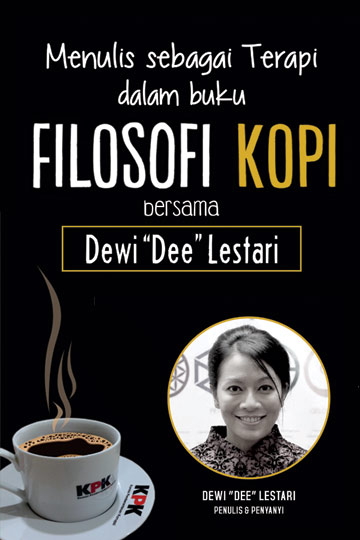 Menulis sebagai Terapi
dalam buku
FILOSOFI KOPI
bersama
Dewi "Dee" Lestari
KPK
KPK
DEWI "DEE" LESTARI
PENULIS & PENYANYI